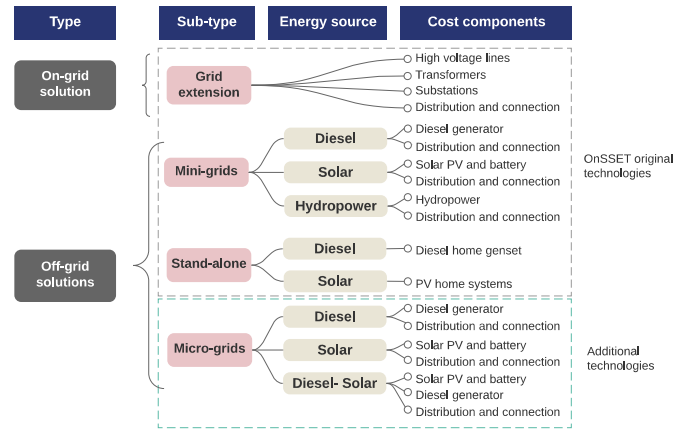 Type
Sub-type
Energy source
Cost components
On-grid
solution
Grid
extension
High voltage lines
Transformers
Substations
Distribution and connection
Off-grid
solutions
Mini-grids
Diesel
Diesel generator
Distribution and connection
Solar
Solar PV and battery
Distribution and connection
Hydropower
Hydropower
Distribution and connection
Stand-alone
Diesel
Diesel home genset
Solar
PV home systems
OnSSET original
technologies
Micro-grids
Diesel
Diesel generator
Distribution and connection
Solar
Solar PV and battery
Distribution and connection
Diesel- Solar
Solar PV and battery
Diesel generator
Distribution and connection
Additional
technologies